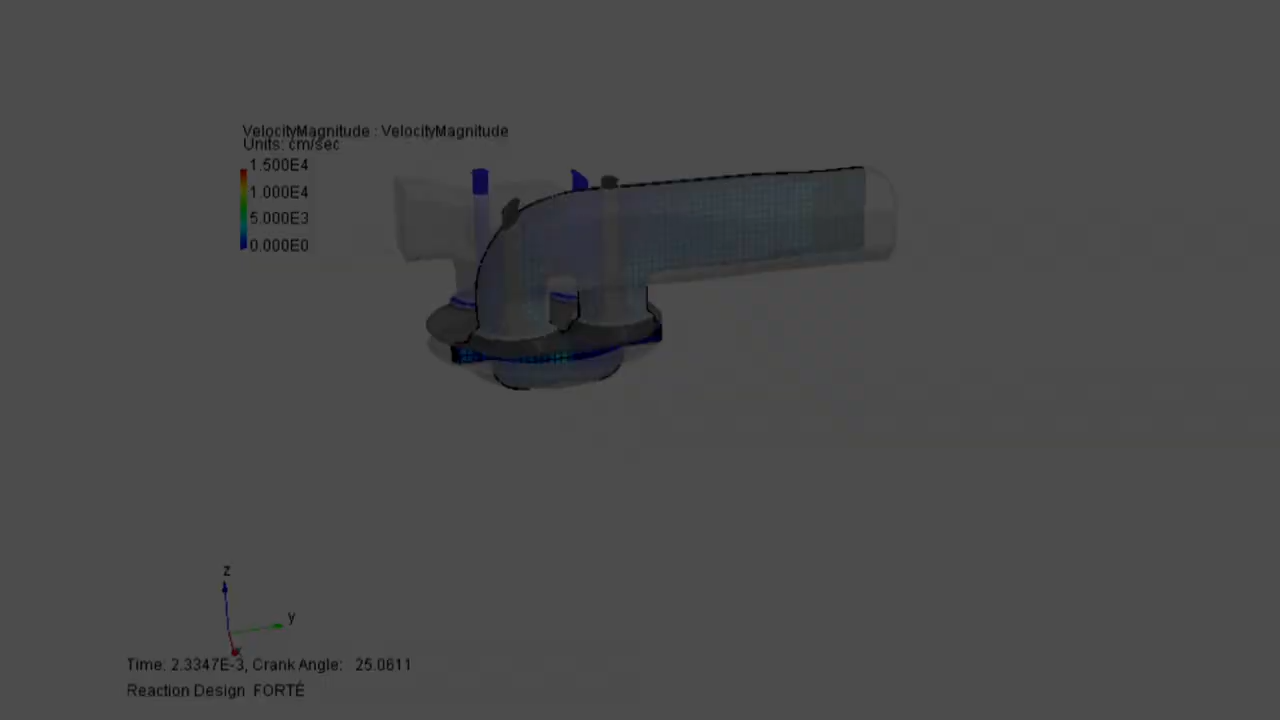 VelocityMagnitude : VelocityMagnitude
Units: cm/sec
1.500E4
1.000E4
5.000E3
0.000E0
z
y
Time: 2.3347E-3, Crank Angle: 25.0611
Reaction Design FORTÉ